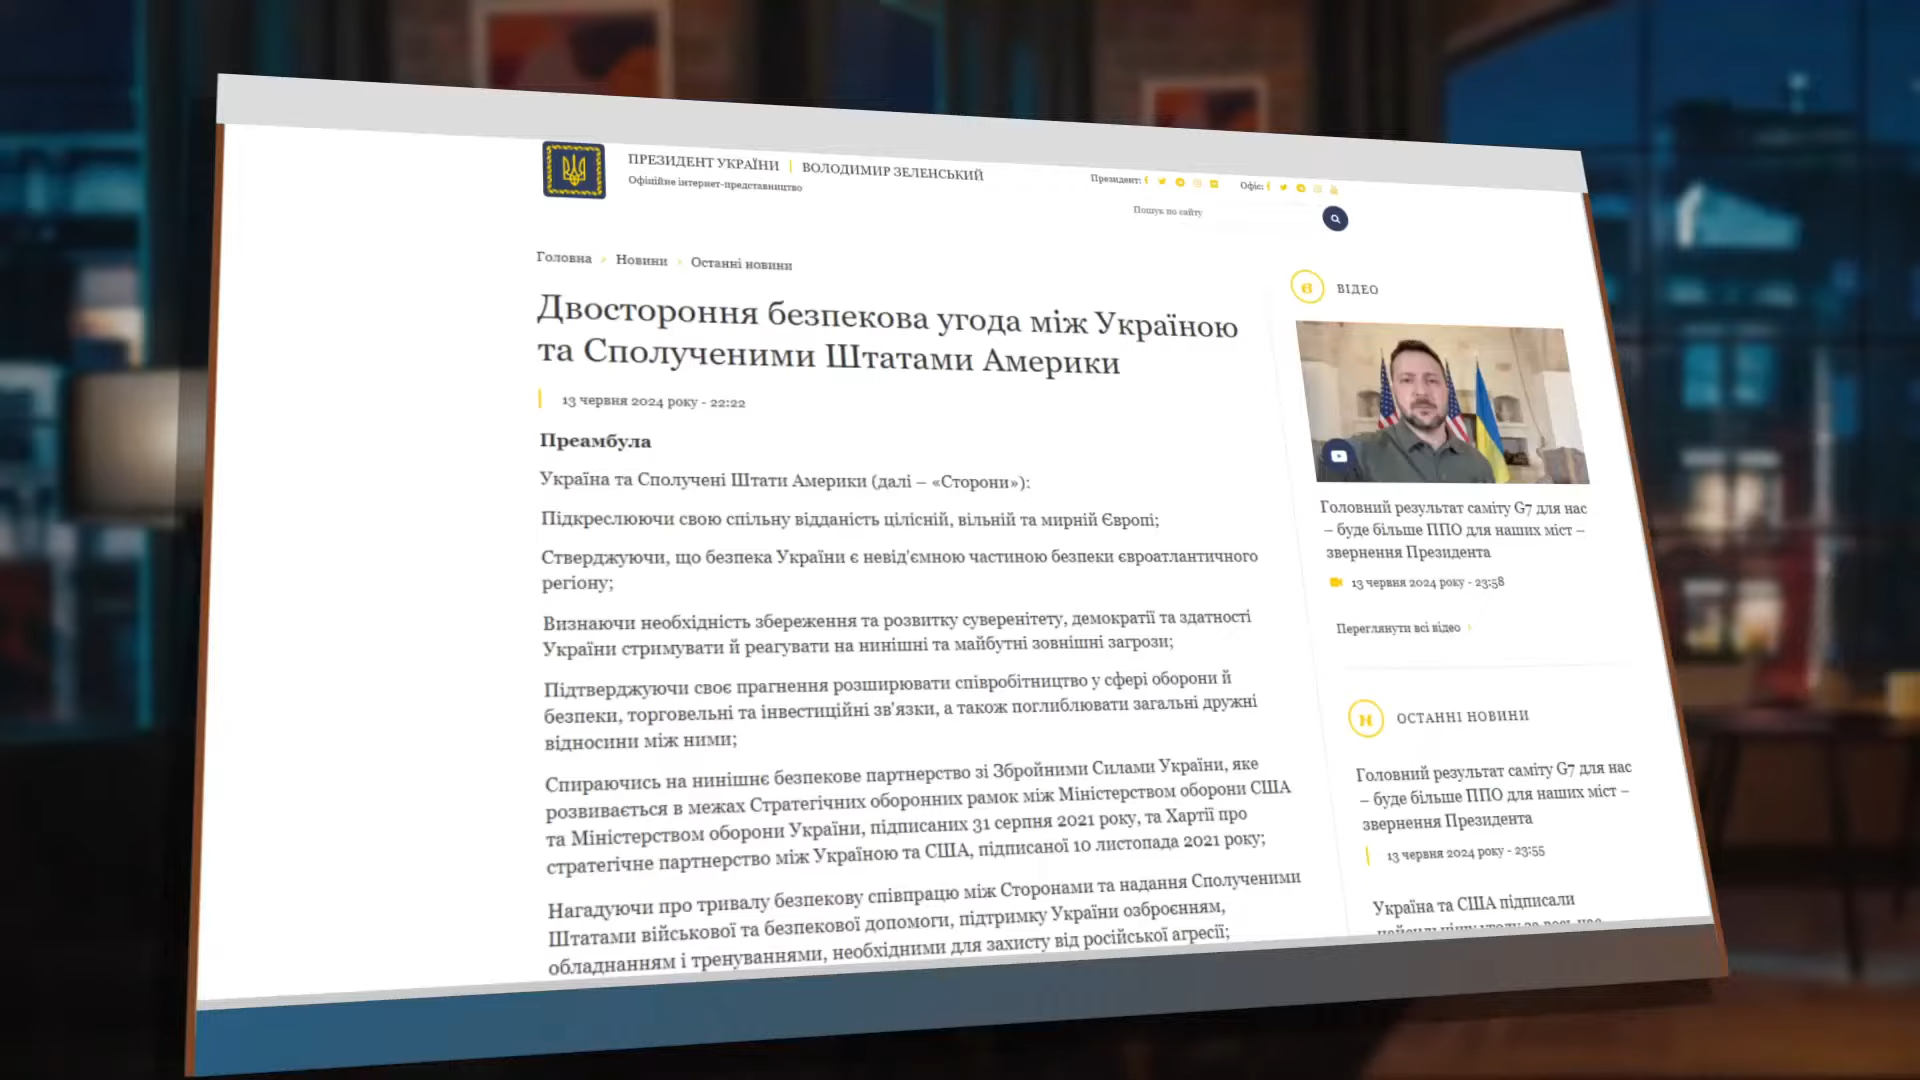 ПРЕЗИДЕНТ УКРАЇНИ | ВОЛОДИМИР ЗЕЛЕНСЬКИЙ
Офіційне інтернет-представництво
Президент:
Офіс:
Пошук по сайту
Головна › Новини › Останні новини
Двостороння безпекова угода між Україною
та Сполученими Штатами Америки
13 червня 2024 року - 22:22
Преамбула
Україна та Сполучені Штати Америки (далі – «Сторони»):
Підкреслюючи свою спільну відданість цілісній, вільній та мирній Європі;
Стверджуючи, що безпека України є невід'ємною частиною безпеки євроатлантичного
регіону;
Визнаючи необхідність збереження та розвитку суверенітету, демократії та здатності
України стримувати й реагувати на нинішні та майбутні зовнішні загрози;
Підтверджуючи своє прагнення розширювати співробітництво у сфері оборони й
безпеки, торговельні та інвестиційні зв'язки, а також поглиблювати загальні дружні
відносини між ними;
Спираючись на нинішнє безпекове партнерство зі Збройними Силами України, яке
розвивається в межах Стратегічних оборонних рамок між Міністерством оборони США
та Міністерством оборони України, підписаних 31 серпня 2021 року, та Хартії про
стратегічне партнерство між Україною та США, підписаної 10 листопада 2021 року;
Нагадуючи про тривалу безпекову співпрацю між Сторонами та надання Сполученими
Штатами військової та безпекової допомоги, підтримку України озброєнням,
обладнанням і тренуваннями, необхідними для захисту від російської агресії;
в ВІДЕО
Головний результат саміту G7 для нас
– буде більше ППО для наших міст –
звернення Президента
13 червня 2024 року - 23:58
Переглянути всі відео ›
н ОСТАННІ НОВИНИ
Головний результат саміту G7 для нас
– буде більше ППО для наших міст –
звернення Президента
13 червня 2024 року - 23:55
Україна та США підписали